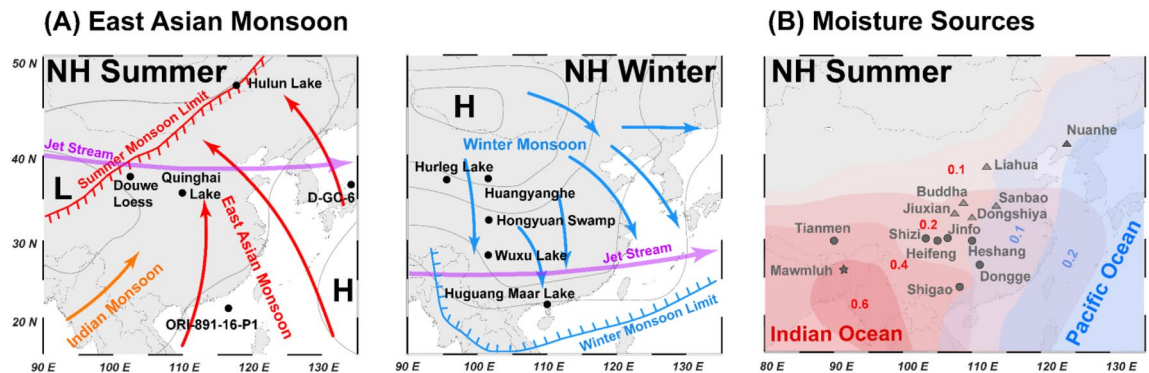 (A) East Asian Monsoon
(B) Moisture Sources
50 N
40 N
30 N
20 N
NH Summer
Hulun Lake
Summer Monsoon Limit
Jet Stream
L
Douwe
Loess
Quinghai
Lake
D-GC-6
East Asian Monsoon
Indian Monsoon
H
ORI-891-16-P1
90 E
100 E
110 E
120 E
130 E
NH Winter
H
Winter Monsoon
Hurleg Lake
Huangyanghe
Hongyuan Swamp
Wuxu Lake
Jet Stream
Huguang Maar Lake
Winter Monsoon Limit
90 E
100 E
110 E
120 E
130 E
NH Summer
Nuanhe
Liahua
0.1
Buddha
Sanbao
Jiuxian
Dongshiya
Tianmen
Shizi
0.2
Jinfo
0.1
0.2
Heifeng
Heshang
Mawmluh
0.4
Dongge
Shigao
0.6
Indian Ocean
Pacific Ocean
80 E
90 E
100 E
110 E
120 E
130 E